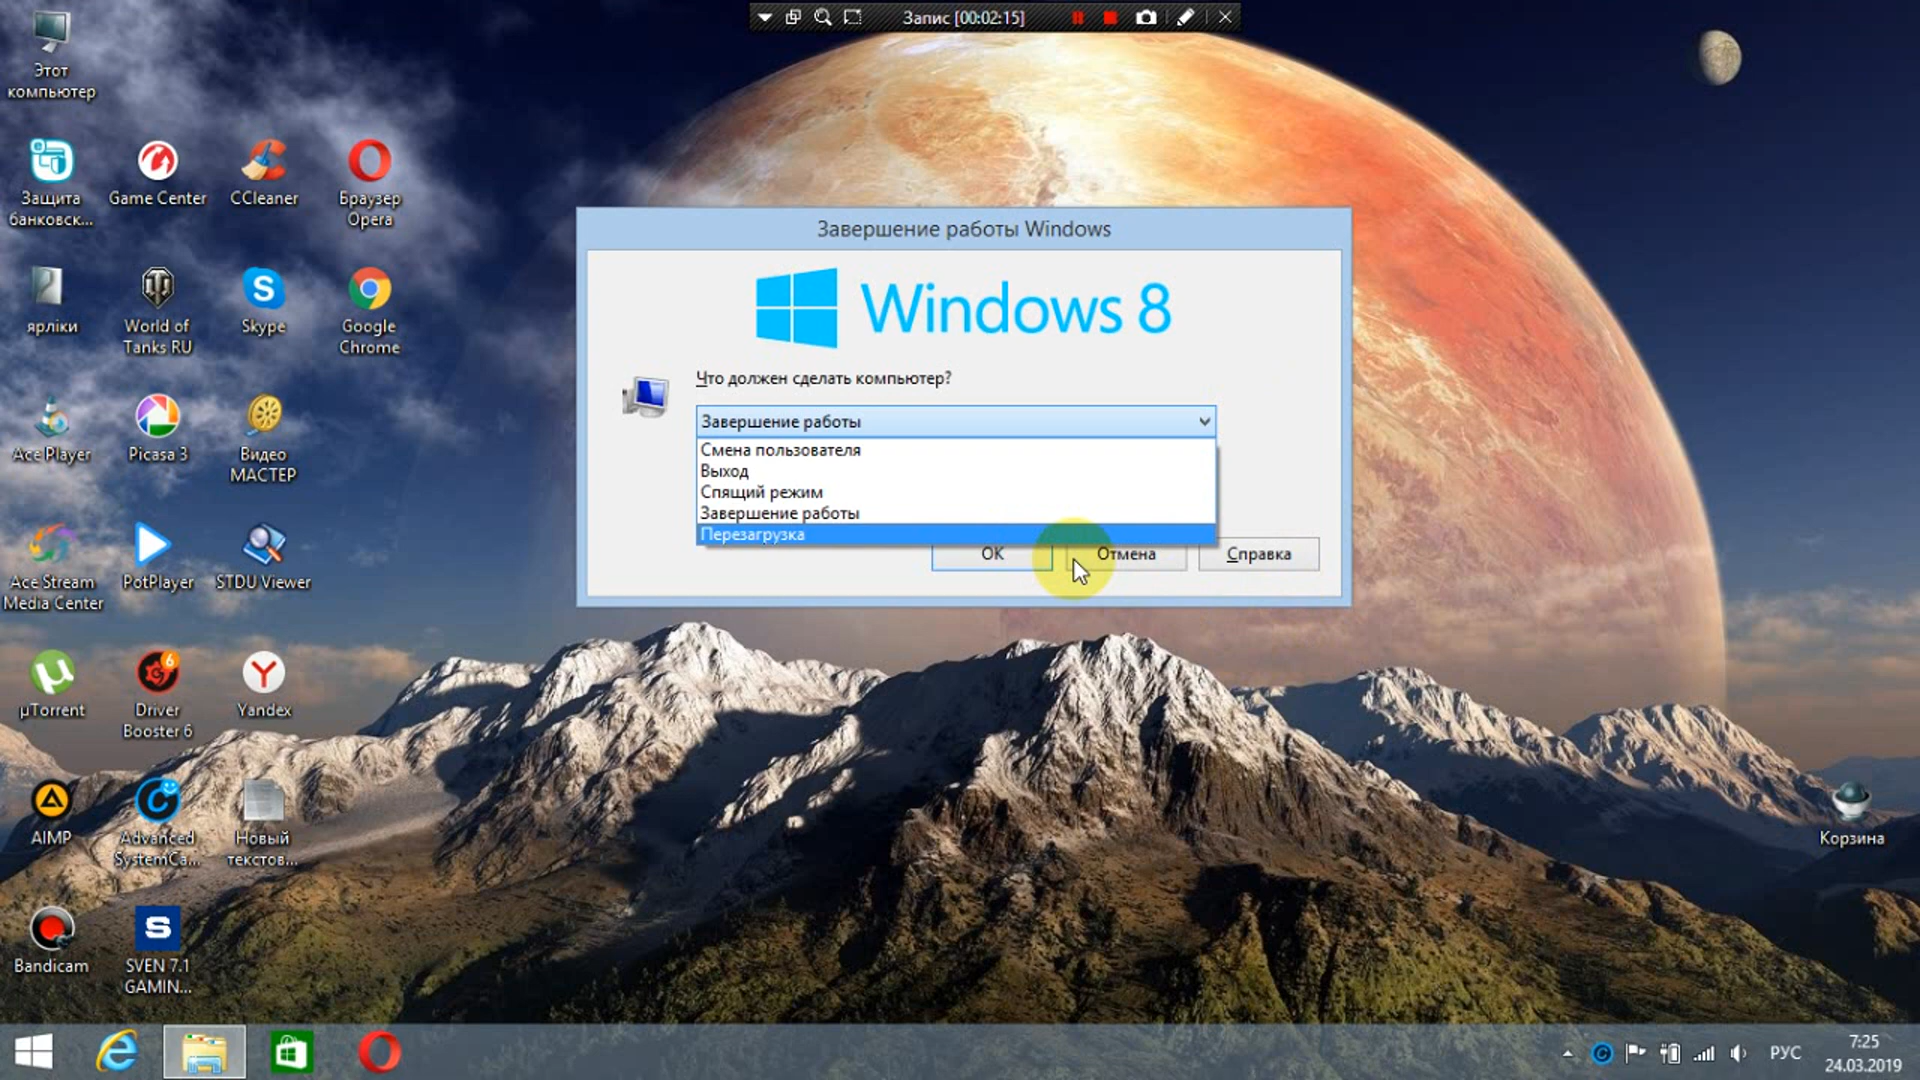 Запис [00:02:15]
Этот
компьютер
Защита
банковск...
Game Center
CCleaner
Браузер
Opera
ярліки
World of
Tanks RU
Skype
Google
Chrome
Ace Player
Picasa 3
Видео
МАСТЕР
Ace Stream
Media Center
PotPlayer
STDU Viewer
µTorrent
Driver
Booster 6
Yandex
AIMP
Advanced
SystemCa...
Новый
текстов...
Bandicam
SVEN 7.1
GAMIN...
Завершение работы Windows
Windows 8
Что должен сделать компьютер?
Завершение работы
Смена пользователя
Выход
Спящий режим
Завершение работы
Перезагрузка
ОК
Отмена
Справка
Корзина
РУС
7:25
24.03.2019